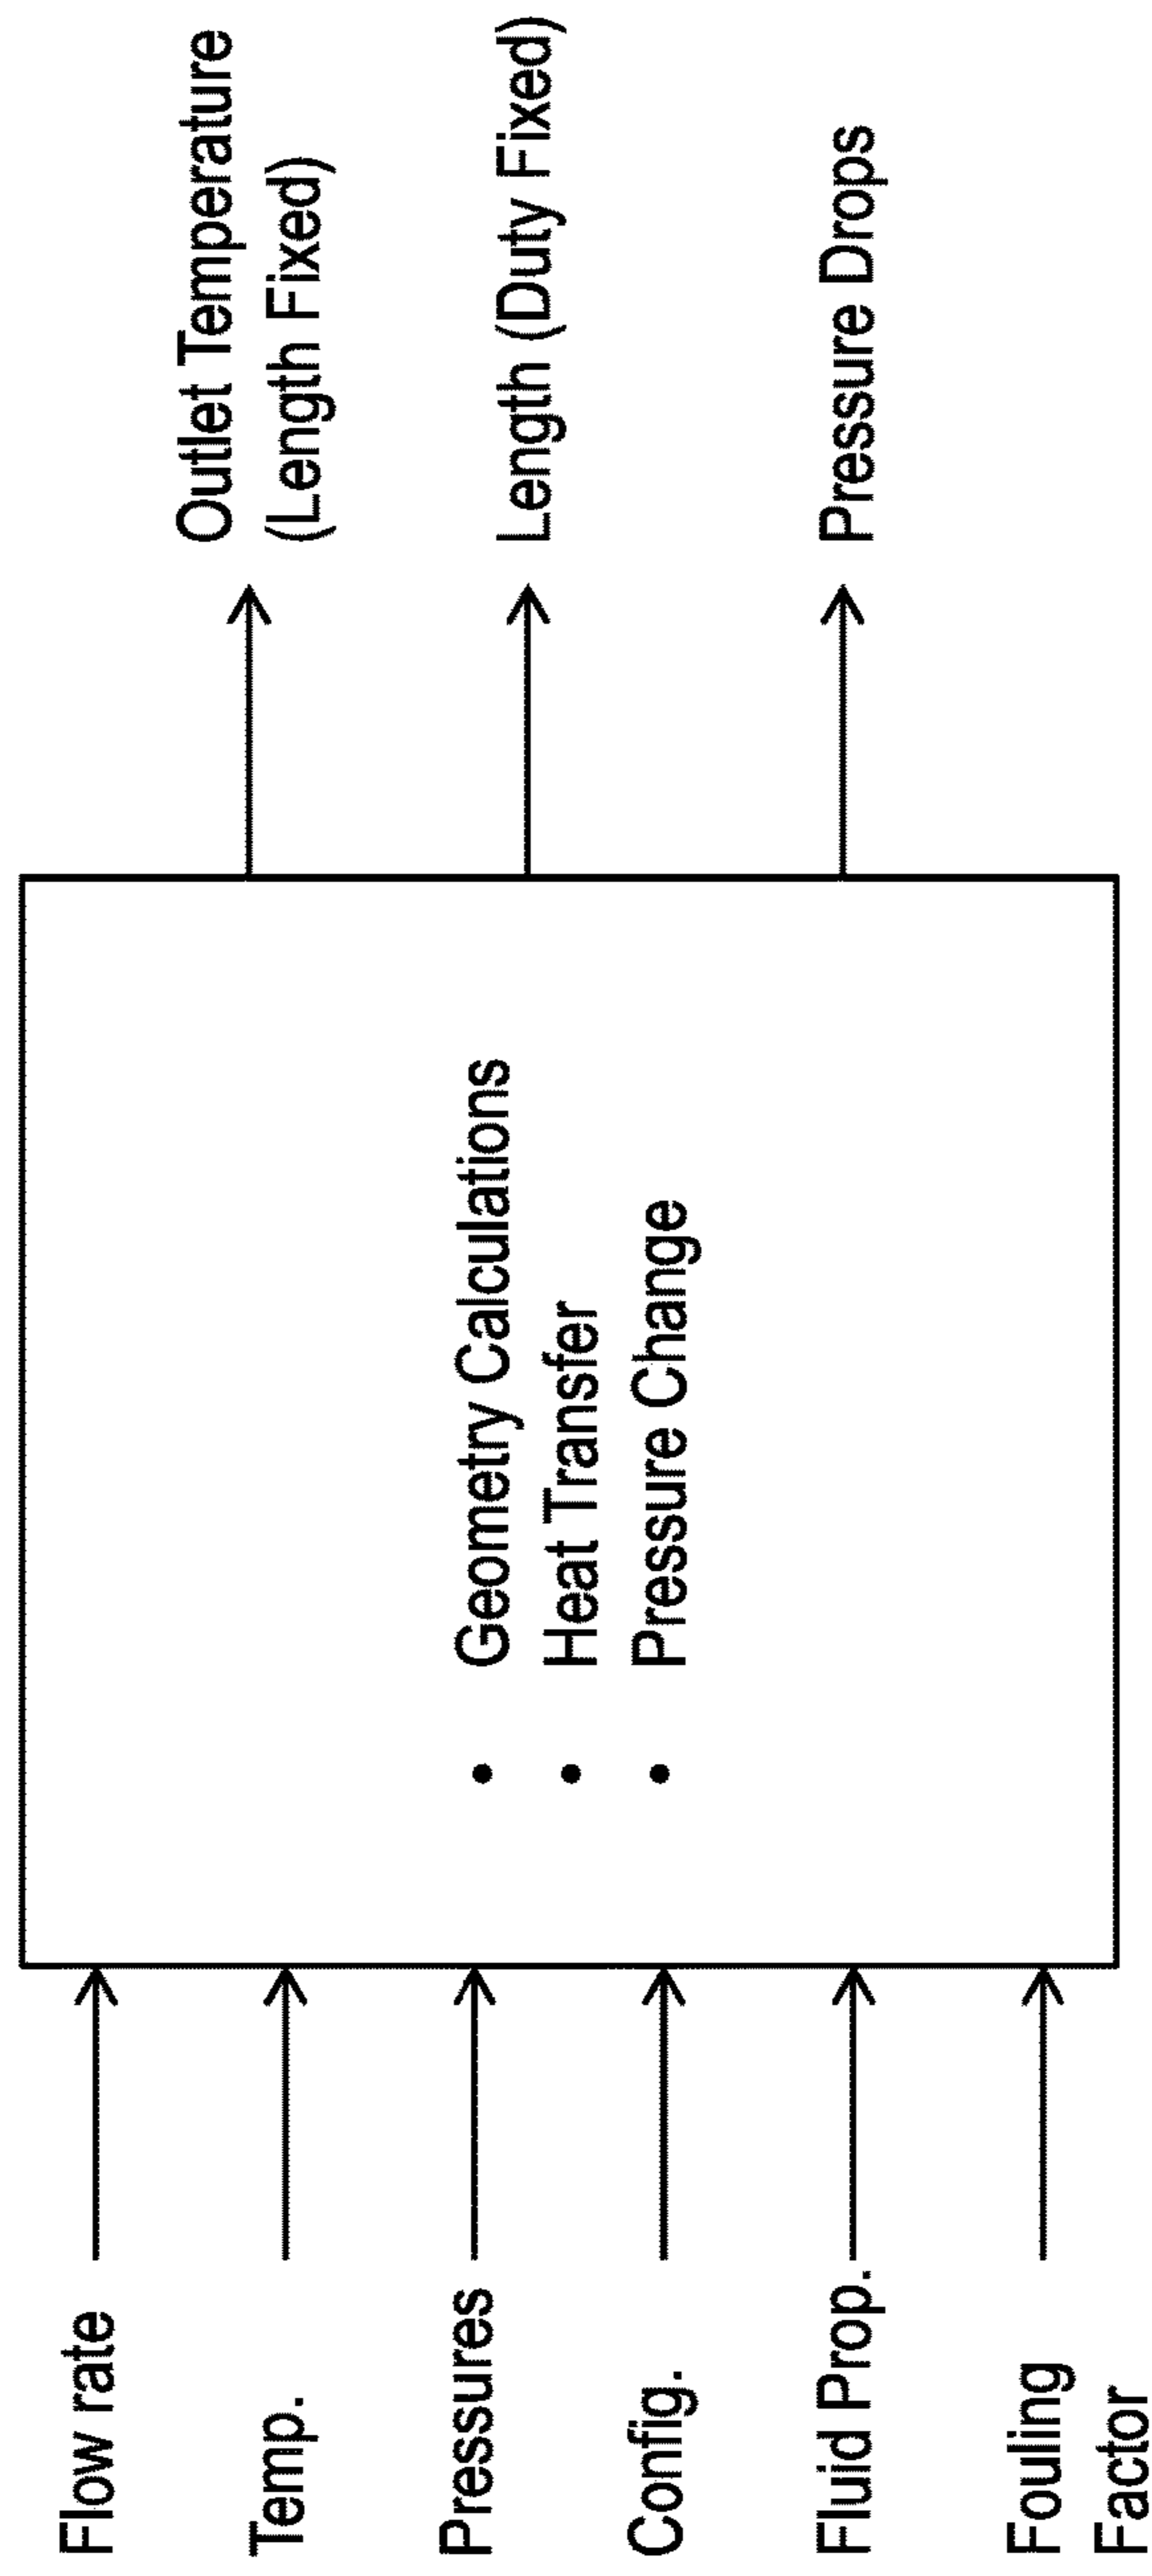 Flow rate
Temp.
Pressures
Config.
Fluid Prop.
Fouling
Factor
• Geometry Calculations
• Heat Transfer
• Pressure Change
Outlet Temperature
(Length Fixed)
Length (Duty Fixed)
Pressure Drops